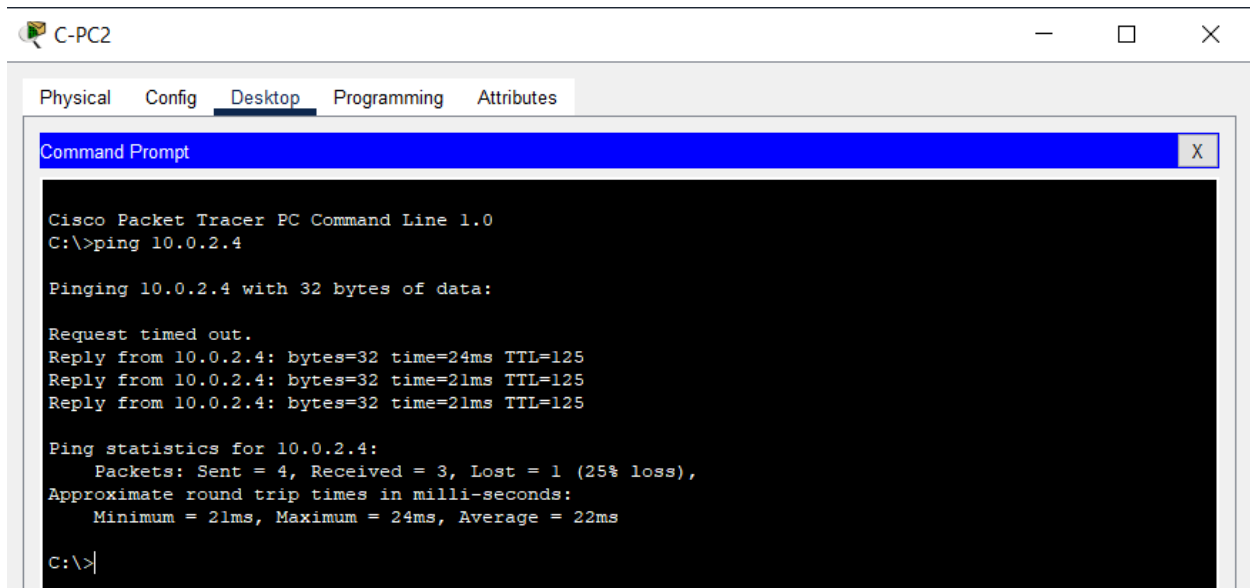 C-PC2
Physical Config Desktop Programming Attributes
Command Prompt X
Cisco Packet Tracer PC Command Line 1.0
C:\>ping 10.0.2.4
Pinging 10.0.2.4 with 32 bytes of data:
Request timed out.
Reply from 10.0.2.4: bytes=32 time=24ms TTL=125
Reply from 10.0.2.4: bytes=32 time=21ms TTL=125
Reply from 10.0.2.4: bytes=32 time=21ms TTL=125
Ping statistics for 10.0.2.4:
Packets: Sent = 4, Received = 3, Lost = 1 (25% loss),
Approximate round trip times in milli-seconds:
Minimum = 21ms, Maximum = 24ms, Average = 22ms
C:\>